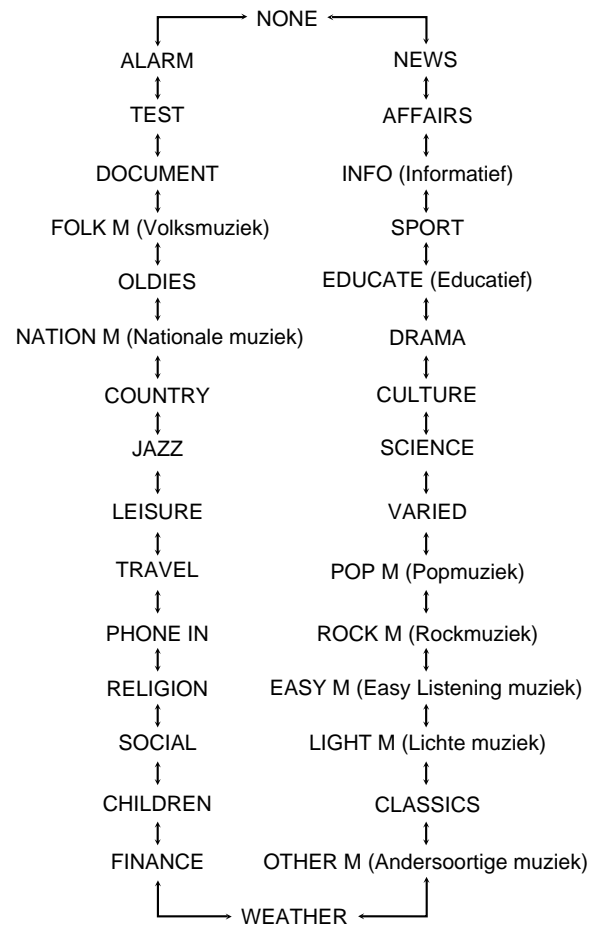 NONE
ALARM NEWS
TEST AFFAIRS
DOCUMENT INFO (Informatief)
FOLK M (Volksmuziek) SPORT
OLDIES EDUCATE (Educatief)
NATION M (Nationale muziek) DRAMA
COUNTRY CULTURE
JAZZ SCIENCE
LEISURE VARIED
TRAVEL POP M (Popmuziek)
PHONE IN ROCK M (Rockmuziek)
RELIGION EASY M (Easy Listening muziek)
SOCIAL LIGHT M (Lichte muziek)
CHILDREN CLASSICS
FINANCE OTHER M (Andersoortige muziek)
WEATHER